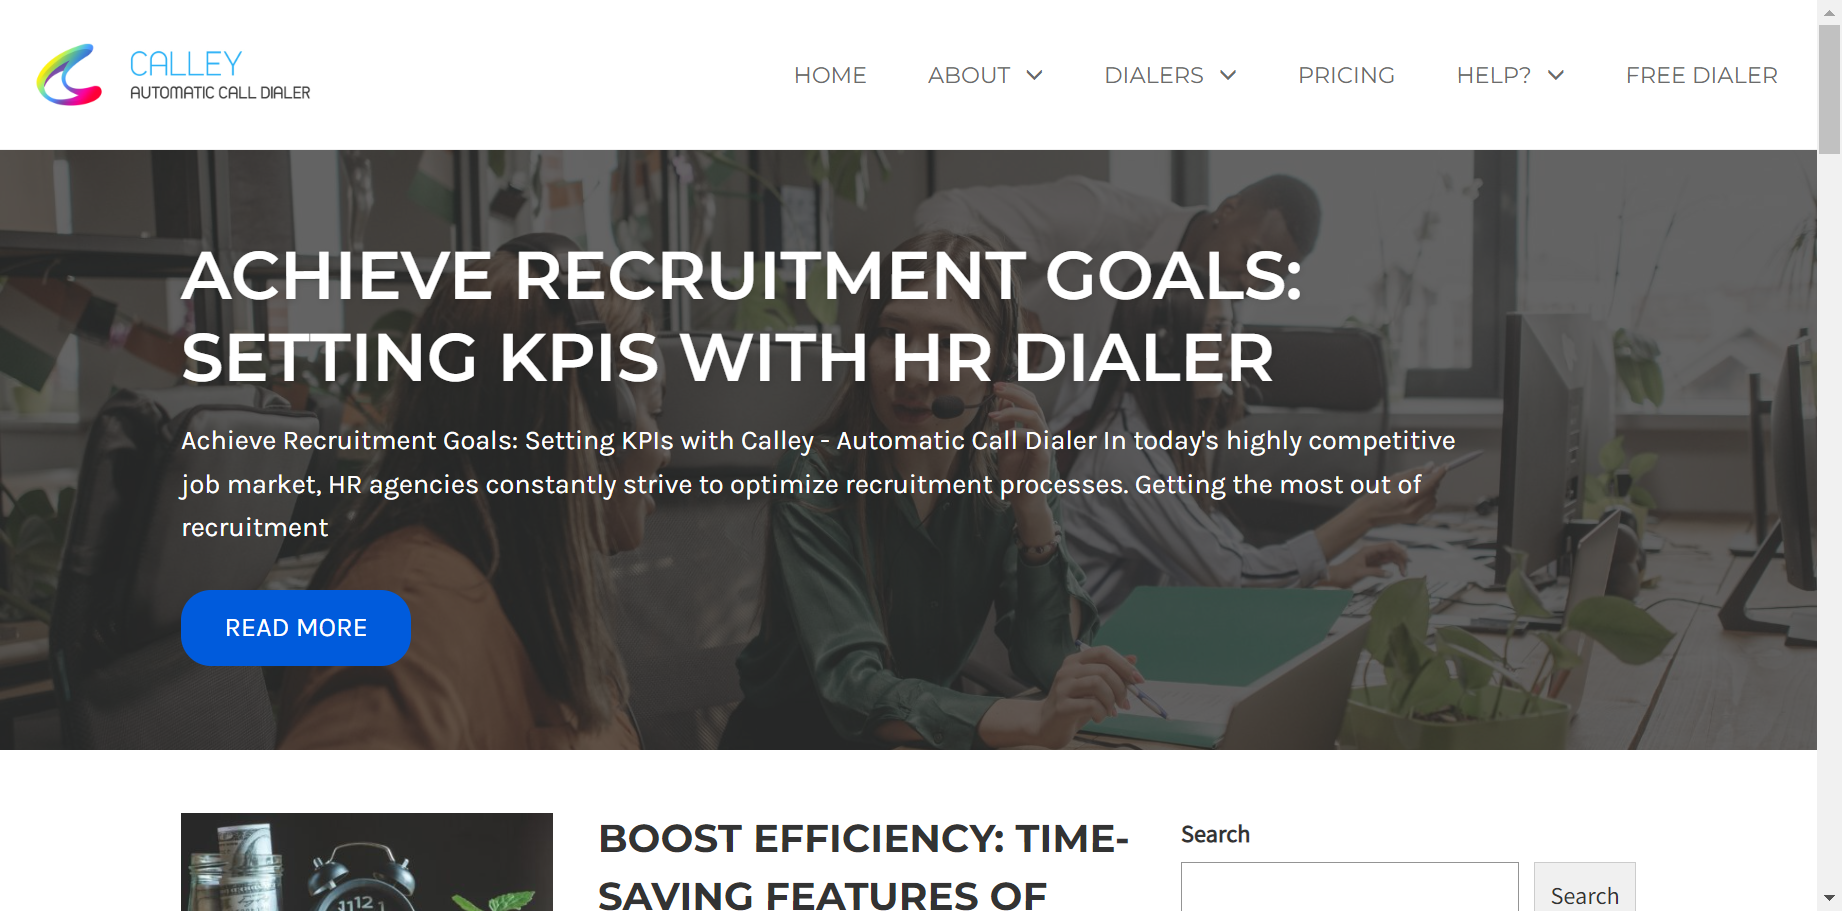 CALLEY
AUTOMATIC CALL DIALER
HOME
ABOUT
DIALERS
PRICING
HELP?
FREE DIALER
ACHIEVE RECRUITMENT GOALS:
SETTING KPIS WITH HR DIALER
Achieve Recruitment Goals: Setting KPIs with Calley - Automatic Call Dialer In today's highly competitive
job market, HR agencies constantly strive to optimize recruitment processes. Getting the most out of
recruitment
READ MORE
BOOST EFFICIENCY: TIME-
SAVING FEATURES OF
Search
Search
11 12 1